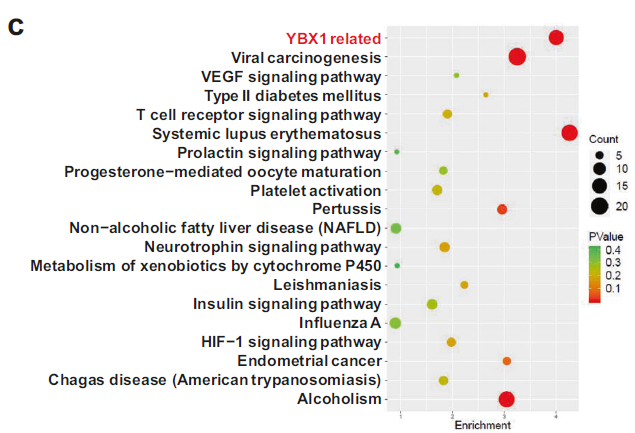 C
YBX1 related
Viral carcinogenesis
VEGF signaling pathway
Type II diabetes mellitus
T cell receptor signaling pathway
Systemic lupus erythematosus
Prolactin signaling pathway
Progesterone−mediated oocyte maturation
Platelet activation
Pertussis
Non−alcoholic fatty liver disease (NAFLD)
Neurotrophin signaling pathway
Metabolism of xenobiotics by cytochrome P450
Leishmaniasis
Insulin signaling pathway
Influenza A
HIF−1 signaling pathway
Endometrial cancer
Chagas disease (American trypanosomiasis)
Alcoholism
1 2 3 4
Enrichment
Count
5
10
15
20
PValue
0.4
0.3
0.2
0.1